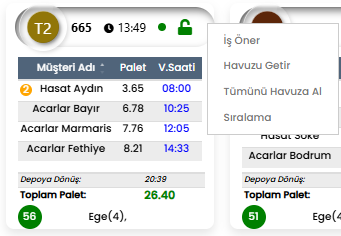 T2 665 13:49
Müşteri Adı Palet V.Saati
2 Hasat Aydın 3.65 08:00
Acarlar Bayır 6.78 10:25
Acarlar Marmaris 7.76 12:05
Acarlar Fethiye 8.21 14:33
Depoya Dönüş: 20:39
Toplam Palet: 26.40
56 Ege(4),
İş Öner
Havuzu Getir
Tümünü Havuza Al
Sıralama
Hasat Söke
Acarlar Bodrum
Depoya Dönüş:
Toplam Palet:
51 Ege(4